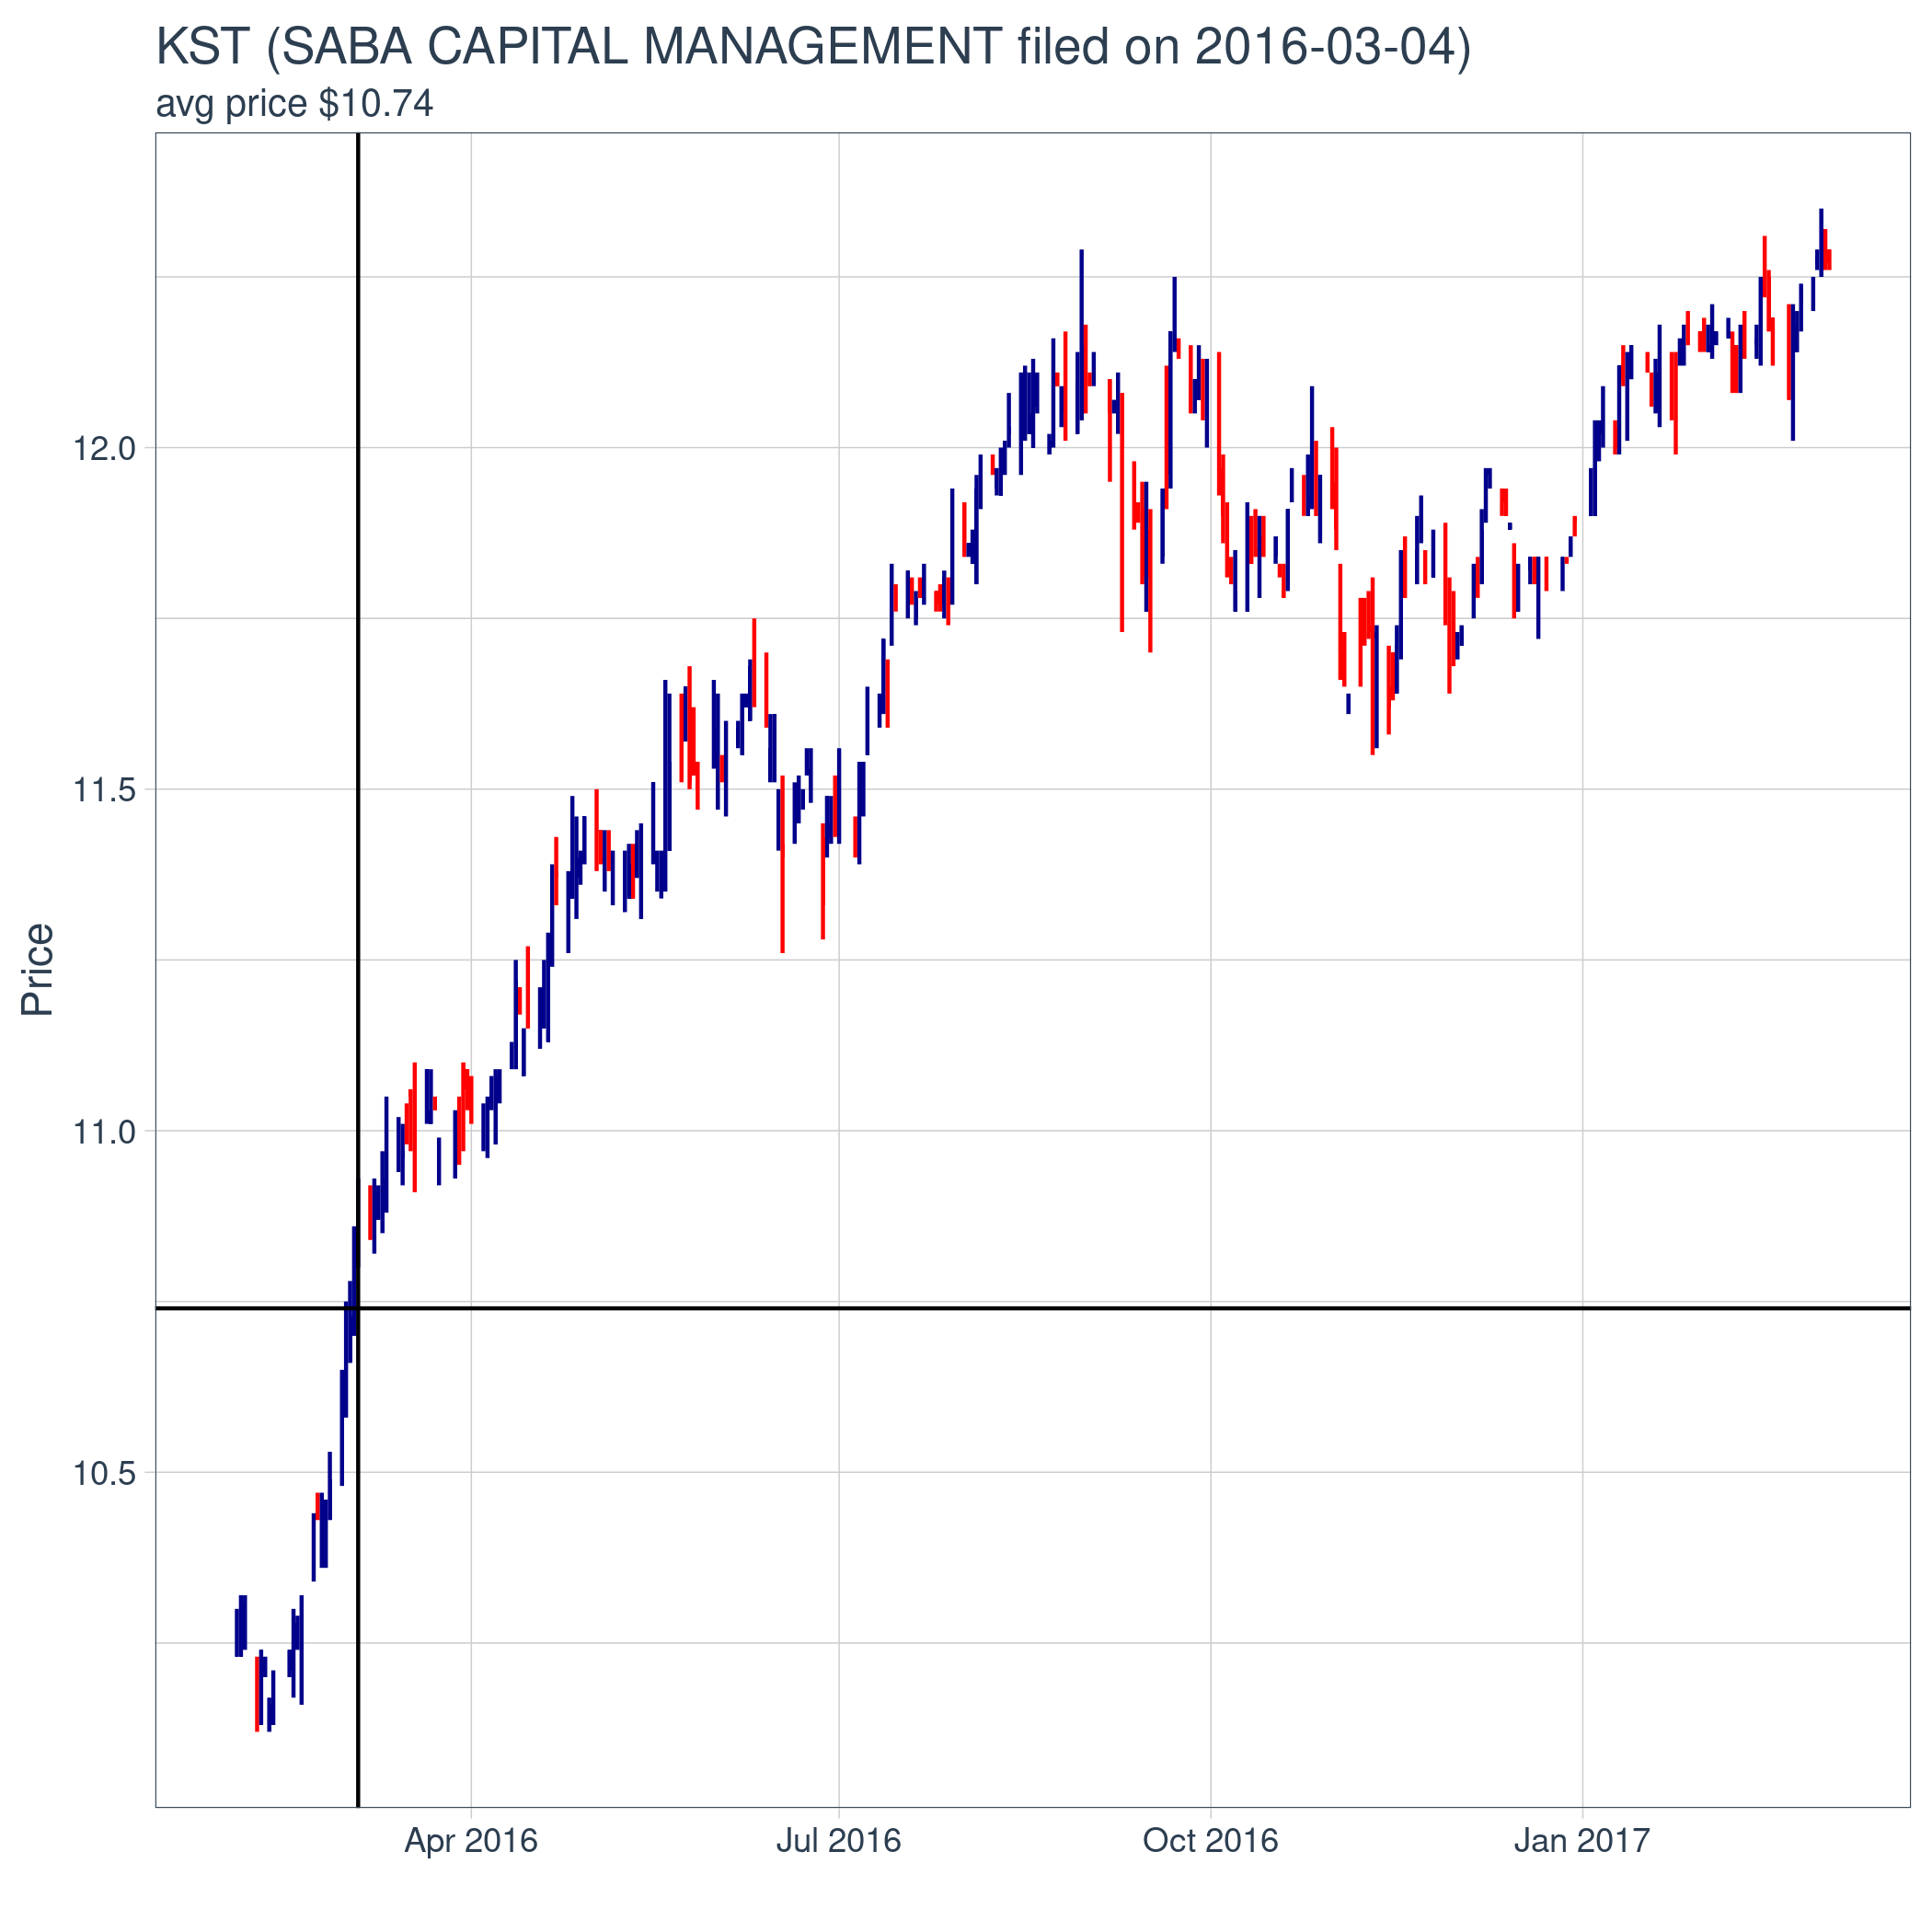 KST (SABA CAPITAL MANAGEMENT filed on 2016-03-04)
avg price $10.74
Price
12.0
11.5
11.0
10.5
Apr 2016
Jul 2016
Oct 2016
Jan 2017